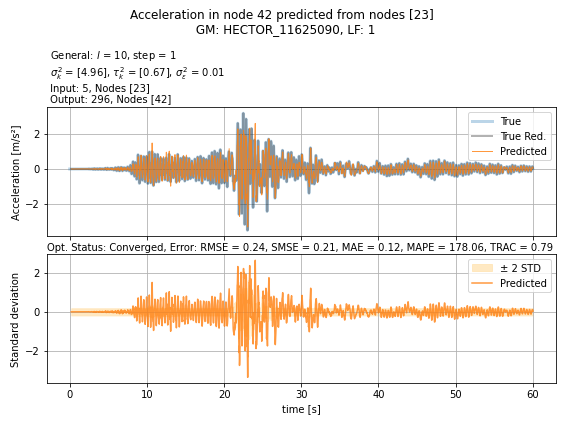 Acceleration in node 42 predicted from nodes [23]
GM: HECTOR_11625090, LF: 1
General: l = 10, step = 1
σ²ₖ = [4.96], τ²ₖ = [0.67], σ²ε = 0.01
Input: 5, Nodes [23]
Output: 296, Nodes [42]
Acceleration [m/s²]
2
0
−2
True
True Red.
Predicted
Opt. Status: Converged, Error: RMSE = 0.24, SMSE = 0.21, MAE = 0.12, MAPE = 178.06, TRAC = 0.79
Standard deviation
2
0
−2
± 2 STD
Predicted
0 10 20 30 40 50 60
time [s]